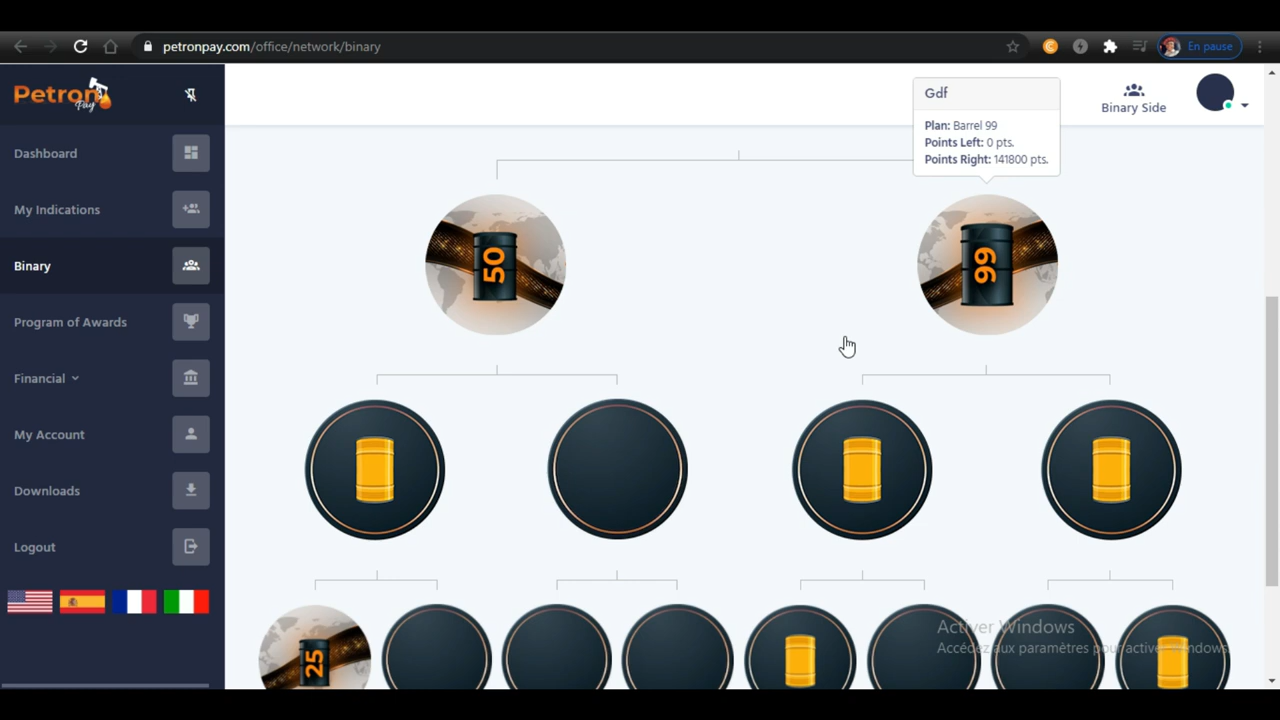 petronpay.com/office/network/binary
En pause
Petron
Pay
Gdf
Plan: Barrel 99
Points Left: 0 pts.
Points Right: 141800 pts.
Binary Side
Dashboard
My Indications
Binary
Program of Awards
Financial
My Account
Downloads
Logout
50
99
25
Activer Windows
Accédez aux paramètres pour activer Windows.